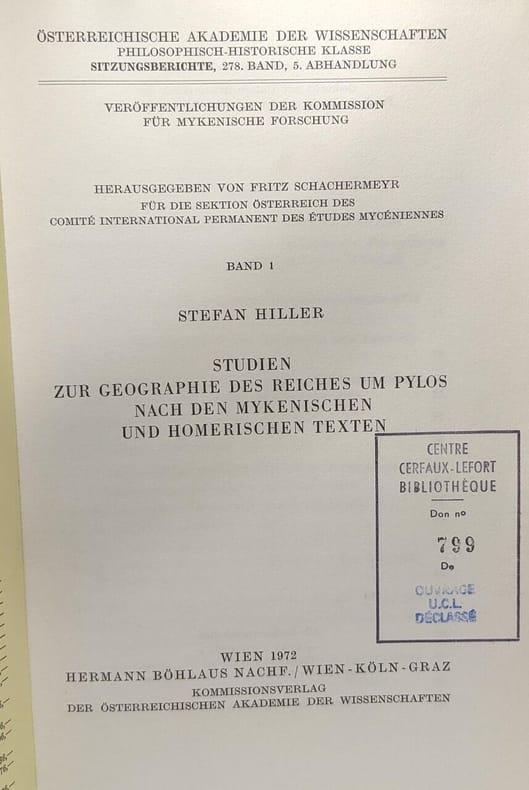 ÖSTERREICHISCHE AKADEMIE DER WISSENSCHAFTEN
PHILOSOPHISCH-HISTORISCHE KLASSE
SITZUNGSBERICHTE, 278. BAND, 5. ABHANDLUNG
VERÖFFENTLICHUNGEN DER KOMMISSION
FÜR MYKENISCHE FORSCHUNG
HERAUSGEGEBEN VON FRITZ SCHACHERMEYR
FÜR DIE SEKTION ÖSTERREICH DES
COMITÉ INTERNATIONAL PERMANENT DES ÉTUDES MYCÉNIENNES
BAND 1
STEFAN HILLER
STUDIEN
ZUR GEOGRAPHIE DES REICHES UM PYLOS
NACH DEN MYKENISCHEN
UND HOMERISCHEN TEXTEN
CENTRE
CERFAUX-LEFORT
BIBLIOTHÈQUE
Don nº
799
De
OUVRAGE
U.C.L.
DÉCLASSÉ
WIEN 1972
HERMANN BÖHLAUS NACHF./WIEN-KÖLN-GRAZ
KOMMISSIONSVERLAG
DER ÖSTERREICHISCHEN AKADEMIE DER WISSENSCHAFTEN